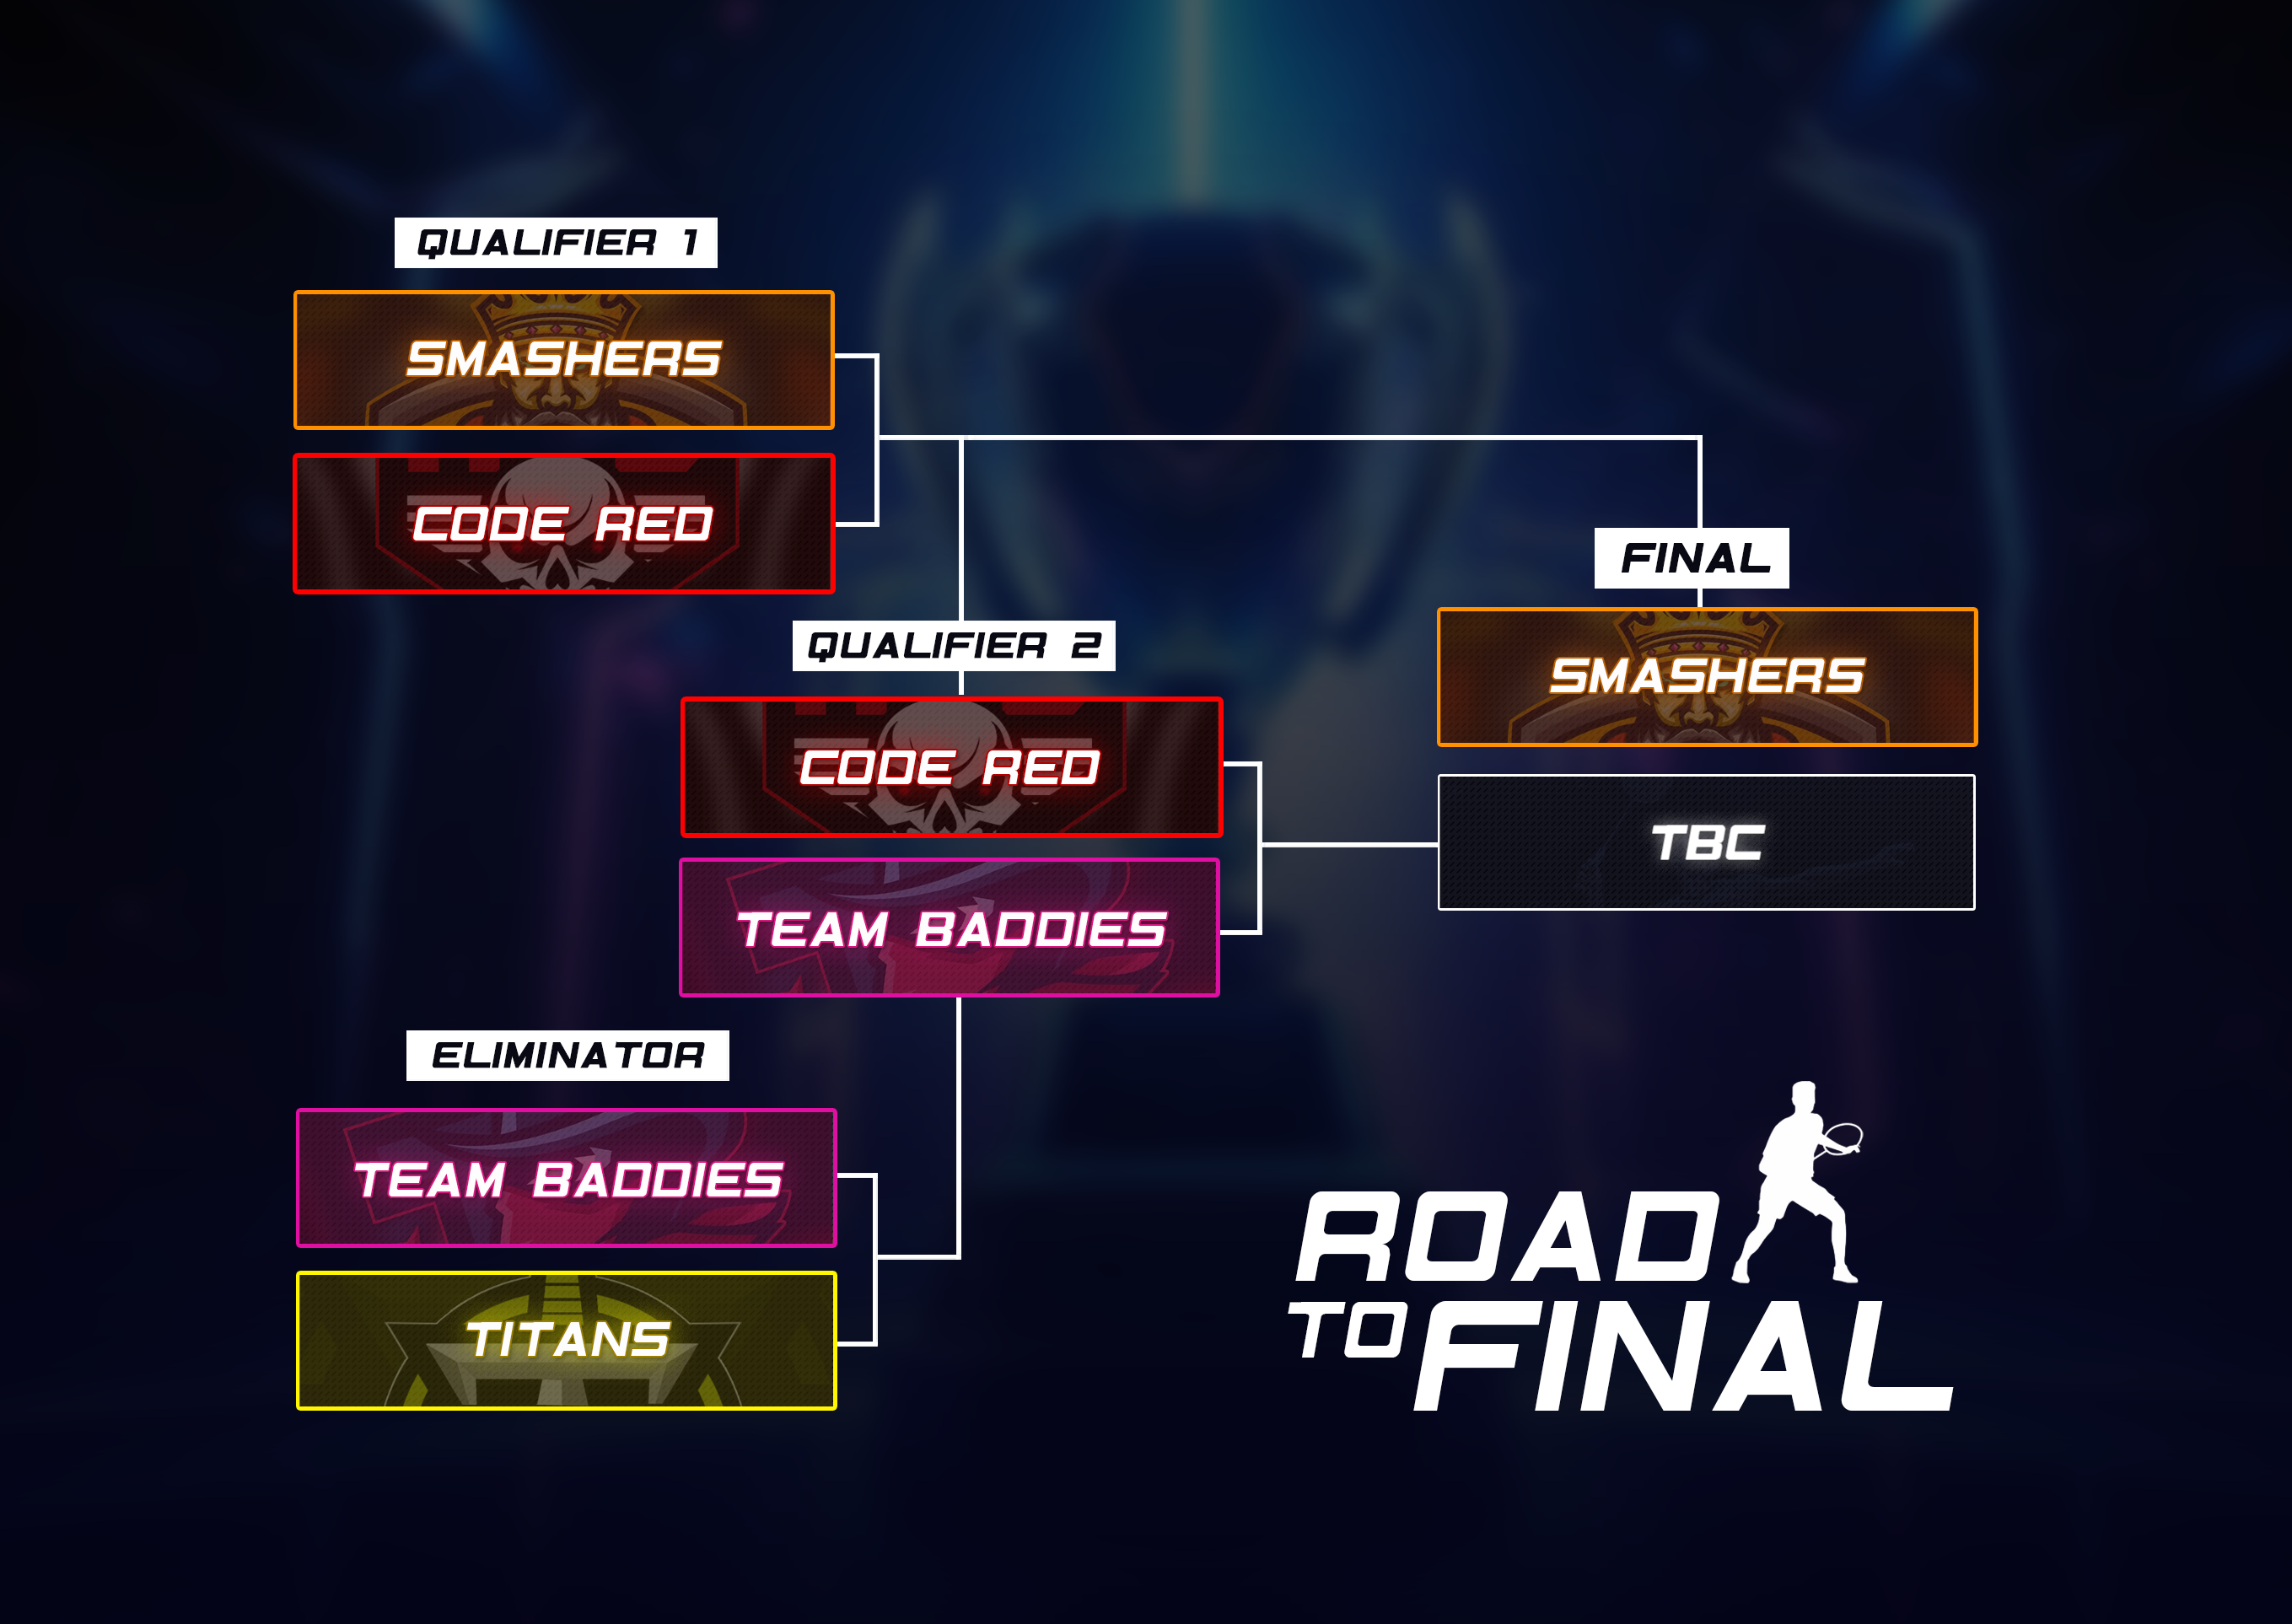 QUALIFIER 1
SMASHERS
CODE RED
QUALIFIER 2
CODE RED
TEAM BADDIES
ELIMINATOR
TEAM BADDIES
TITANS
FINAL
SMASHERS
TBC
ROAD
TO FINAL